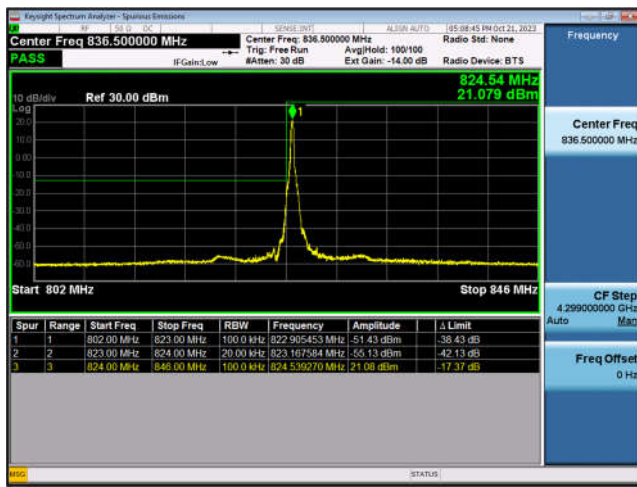 Keysight Spectrum Analyzer - Spurious Emissions
RF 50 Ω DC SENSE:INT ALIGN AUTO 05:08:45 PM Oct 21, 2023
Center Freq 836.500000 MHz
Center Freq: 836.500000 MHz
Radio Std: None
PASS
Trig: Free Run
Avg|Hold: 100/100
IFGain:Low
#Atten: 30 dB
Ext Gain: -14.00 dB
Radio Device: BTS
824.54 MHz
10 dB/div Ref 30.00 dBm 21.079 dBm
Log
1
20.0
10.0
0.00
-10.0
-20.0
-30.0
-40.0
-50.0
-60.0
Start 802 MHz Stop 846 MHz
Spur Range Start Freq Stop Freq RBW Frequency Amplitude Δ Limit
1 1 802.00 MHz 823.00 MHz 100.0 kHz 822.905453 MHz -51.43 dBm -38.43 dB
2 2 823.00 MHz 824.00 MHz 20.00 kHz 823.167584 MHz -55.13 dBm -42.13 dB
3 3 824.00 MHz 846.00 MHz 100.0 kHz 824.539270 MHz 21.08 dBm -17.37 dB
MSG STATUS
Frequency
Center Freq
836.500000 MHz
CF Step
4.299000000 GHz
Auto Man
Freq Offset
0 Hz